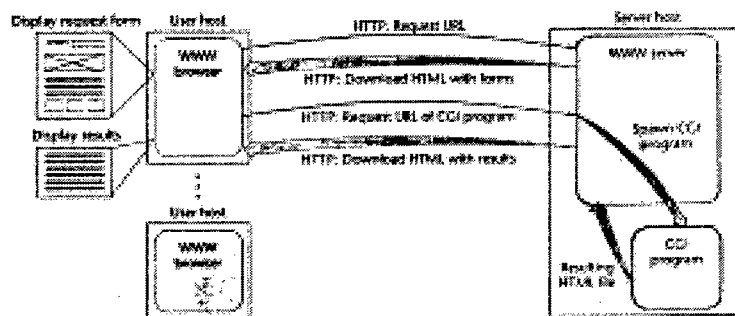 Display request form
User host
WWW
browser
HTTP: Request URL
HTTP: Download HTML with forms
HTTP: Request URL of CGI program
HTTP: Download HTML with results
Display results
Server host
WWW server
Spawn CGI
program
CGI
program
Resulting
HTML file
User host
WWW
browser